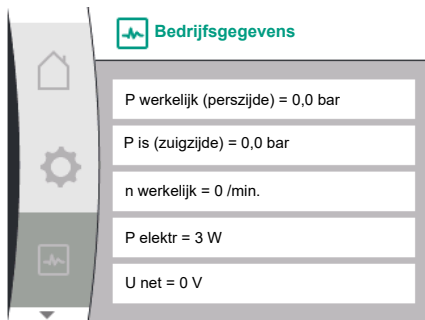 Bedrijfsgegevens
P werkelijk (perszijde) = 0,0 bar
P is (zuigzijde) = 0,0 bar
n werkelijk = 0 /min.
P elektr = 3 W
U net = 0 V